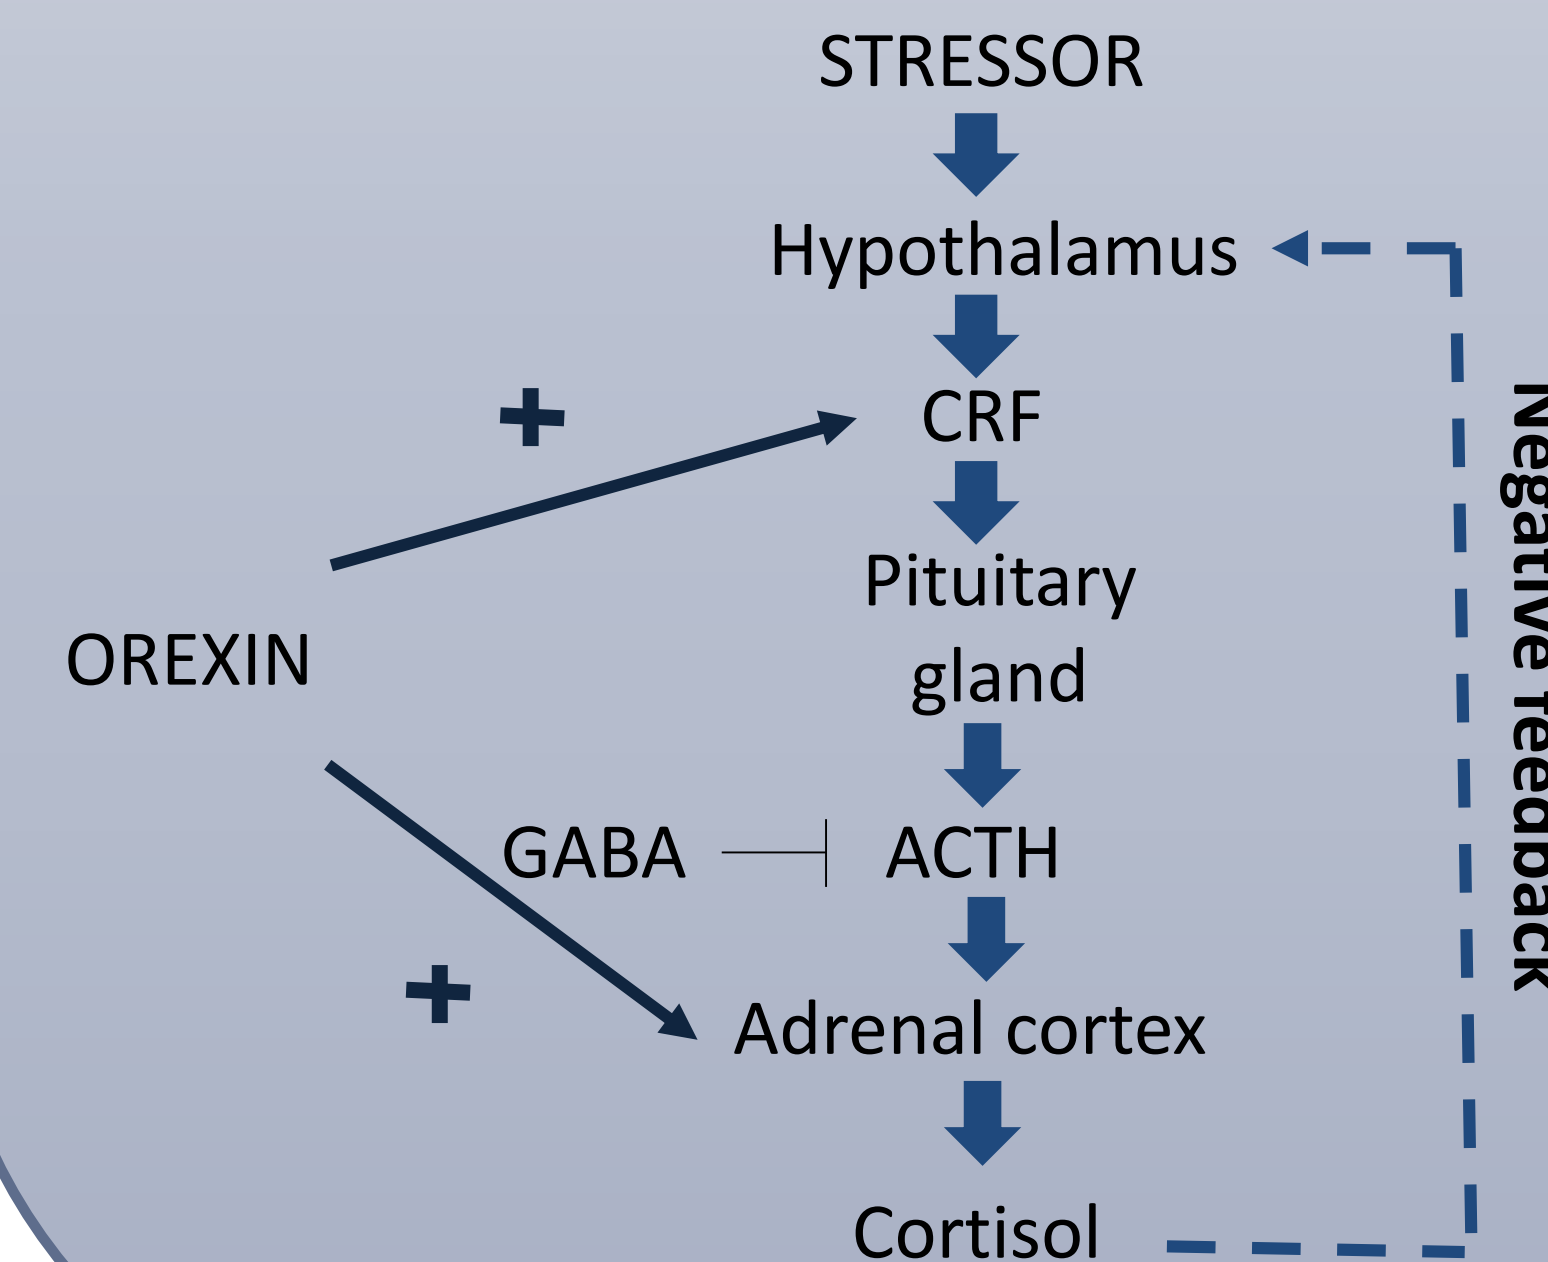 STRESSOR
Hypothalamus
+
CRF
Pituitary
gland
OREXIN
GABA
ACTH
+
Adrenal cortex
Cortisol
Negative feedback